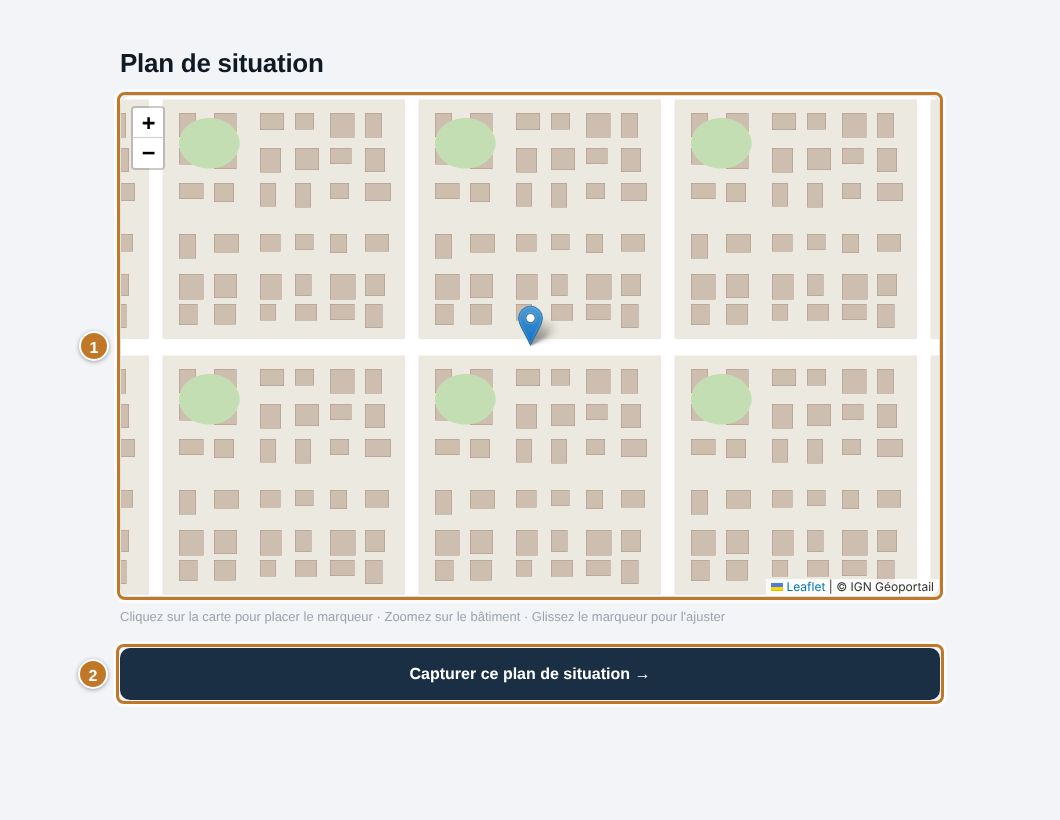 Plan de situation
+
−
1
Leaflet | © IGN Géoportail
Cliquez sur la carte pour placer le marqueur · Zoomez sur le bâtiment · Glissez le marqueur pour l'ajuster
2
Capturer ce plan de situation →